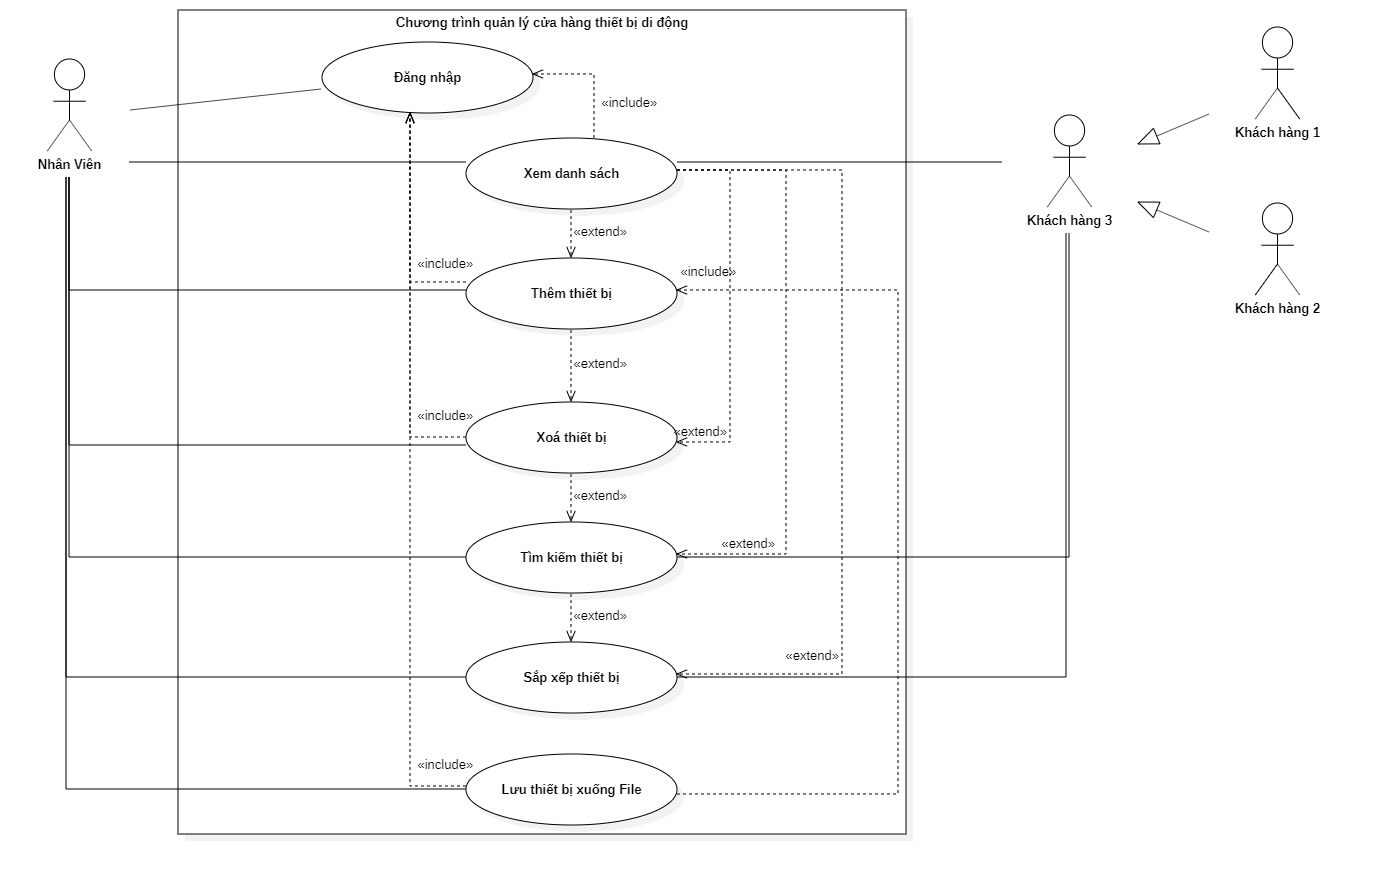 Chương trình quản lý cửa hàng thiết bị di động
Đăng nhập
«include»
Khách hàng 1
Nhân Viên
Xem danh sách
Khách hàng 3
«extend»
«include»
«include»
Thêm thiết bị
Khách hàng 2
«extend»
«include»
«extend»
Xoá thiết bị
«extend»
«extend»
Tìm kiếm thiết bị
«extend»
«extend»
Sắp xếp thiết bị
«include»
Lưu thiết bị xuống File